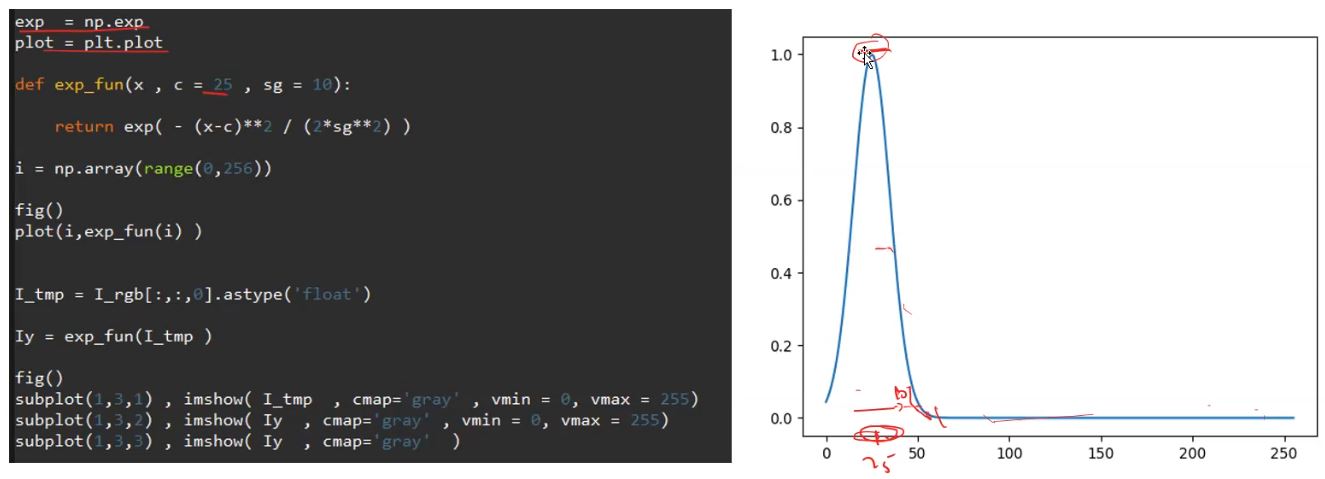 exp  = np.exp
plot = plt.plot
def exp_fun(x , c = 25 , sg = 10):
    return exp( - (x-c)**2 / (2*sg**2) )
i = np.array(range(0,256))
fig()
plot(i,exp_fun(i) )
I_tmp = I_rgb[:,:,0].astype('float')
Iy = exp_fun(I_tmp )
fig()
subplot(1,3,1) , imshow( I_tmp  , cmap='gray' , vmin = 0, vmax = 255)
subplot(1,3,2) , imshow( Iy  , cmap='gray' , vmin = 0, vmax = 255)
subplot(1,3,3) , imshow( Iy  , cmap='gray'  )
1.0
0.8
0.6
0.4
0.2
0.0
0 50 100 150 200 250
25